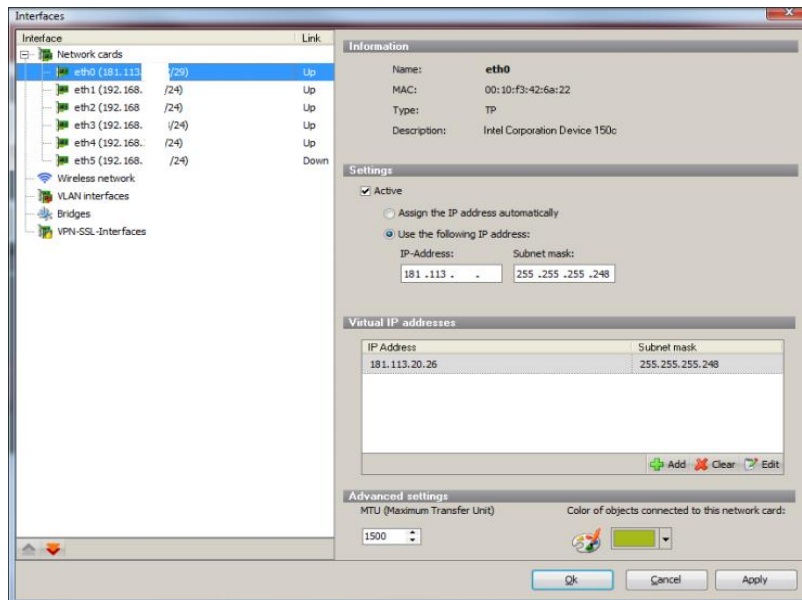 Interfaces
Interface Link
Network cards
eth0 (181.113. /29) Up
eth1 (192.168. /24) Up
eth2 (192.168 /24) Up
eth3 (192.168. /24) Up
eth4 (192.168. /24) Up
eth5 (192.168. /24) Down
Wireless network
VLAN interfaces
Bridges
VPN-SSL-Interfaces
Information
Name: eth0
MAC: 00:10:f3:42:6a:22
Type: TP
Description: Intel Corporation Device 150c
Settings
Active
Assign the IP address automatically
Use the following IP address:
IP-Address: Subnet mask:
181 .113 . . 255 .255 .255 .248
Virtual IP addresses
IP Address Subnet mask
181.113.20.26 255.255.255.248
Add Clear Edit
Advanced settings
MTU (Maximum Transfer Unit) Color of objects connected to this network card:
1500
Ok Cancel Apply